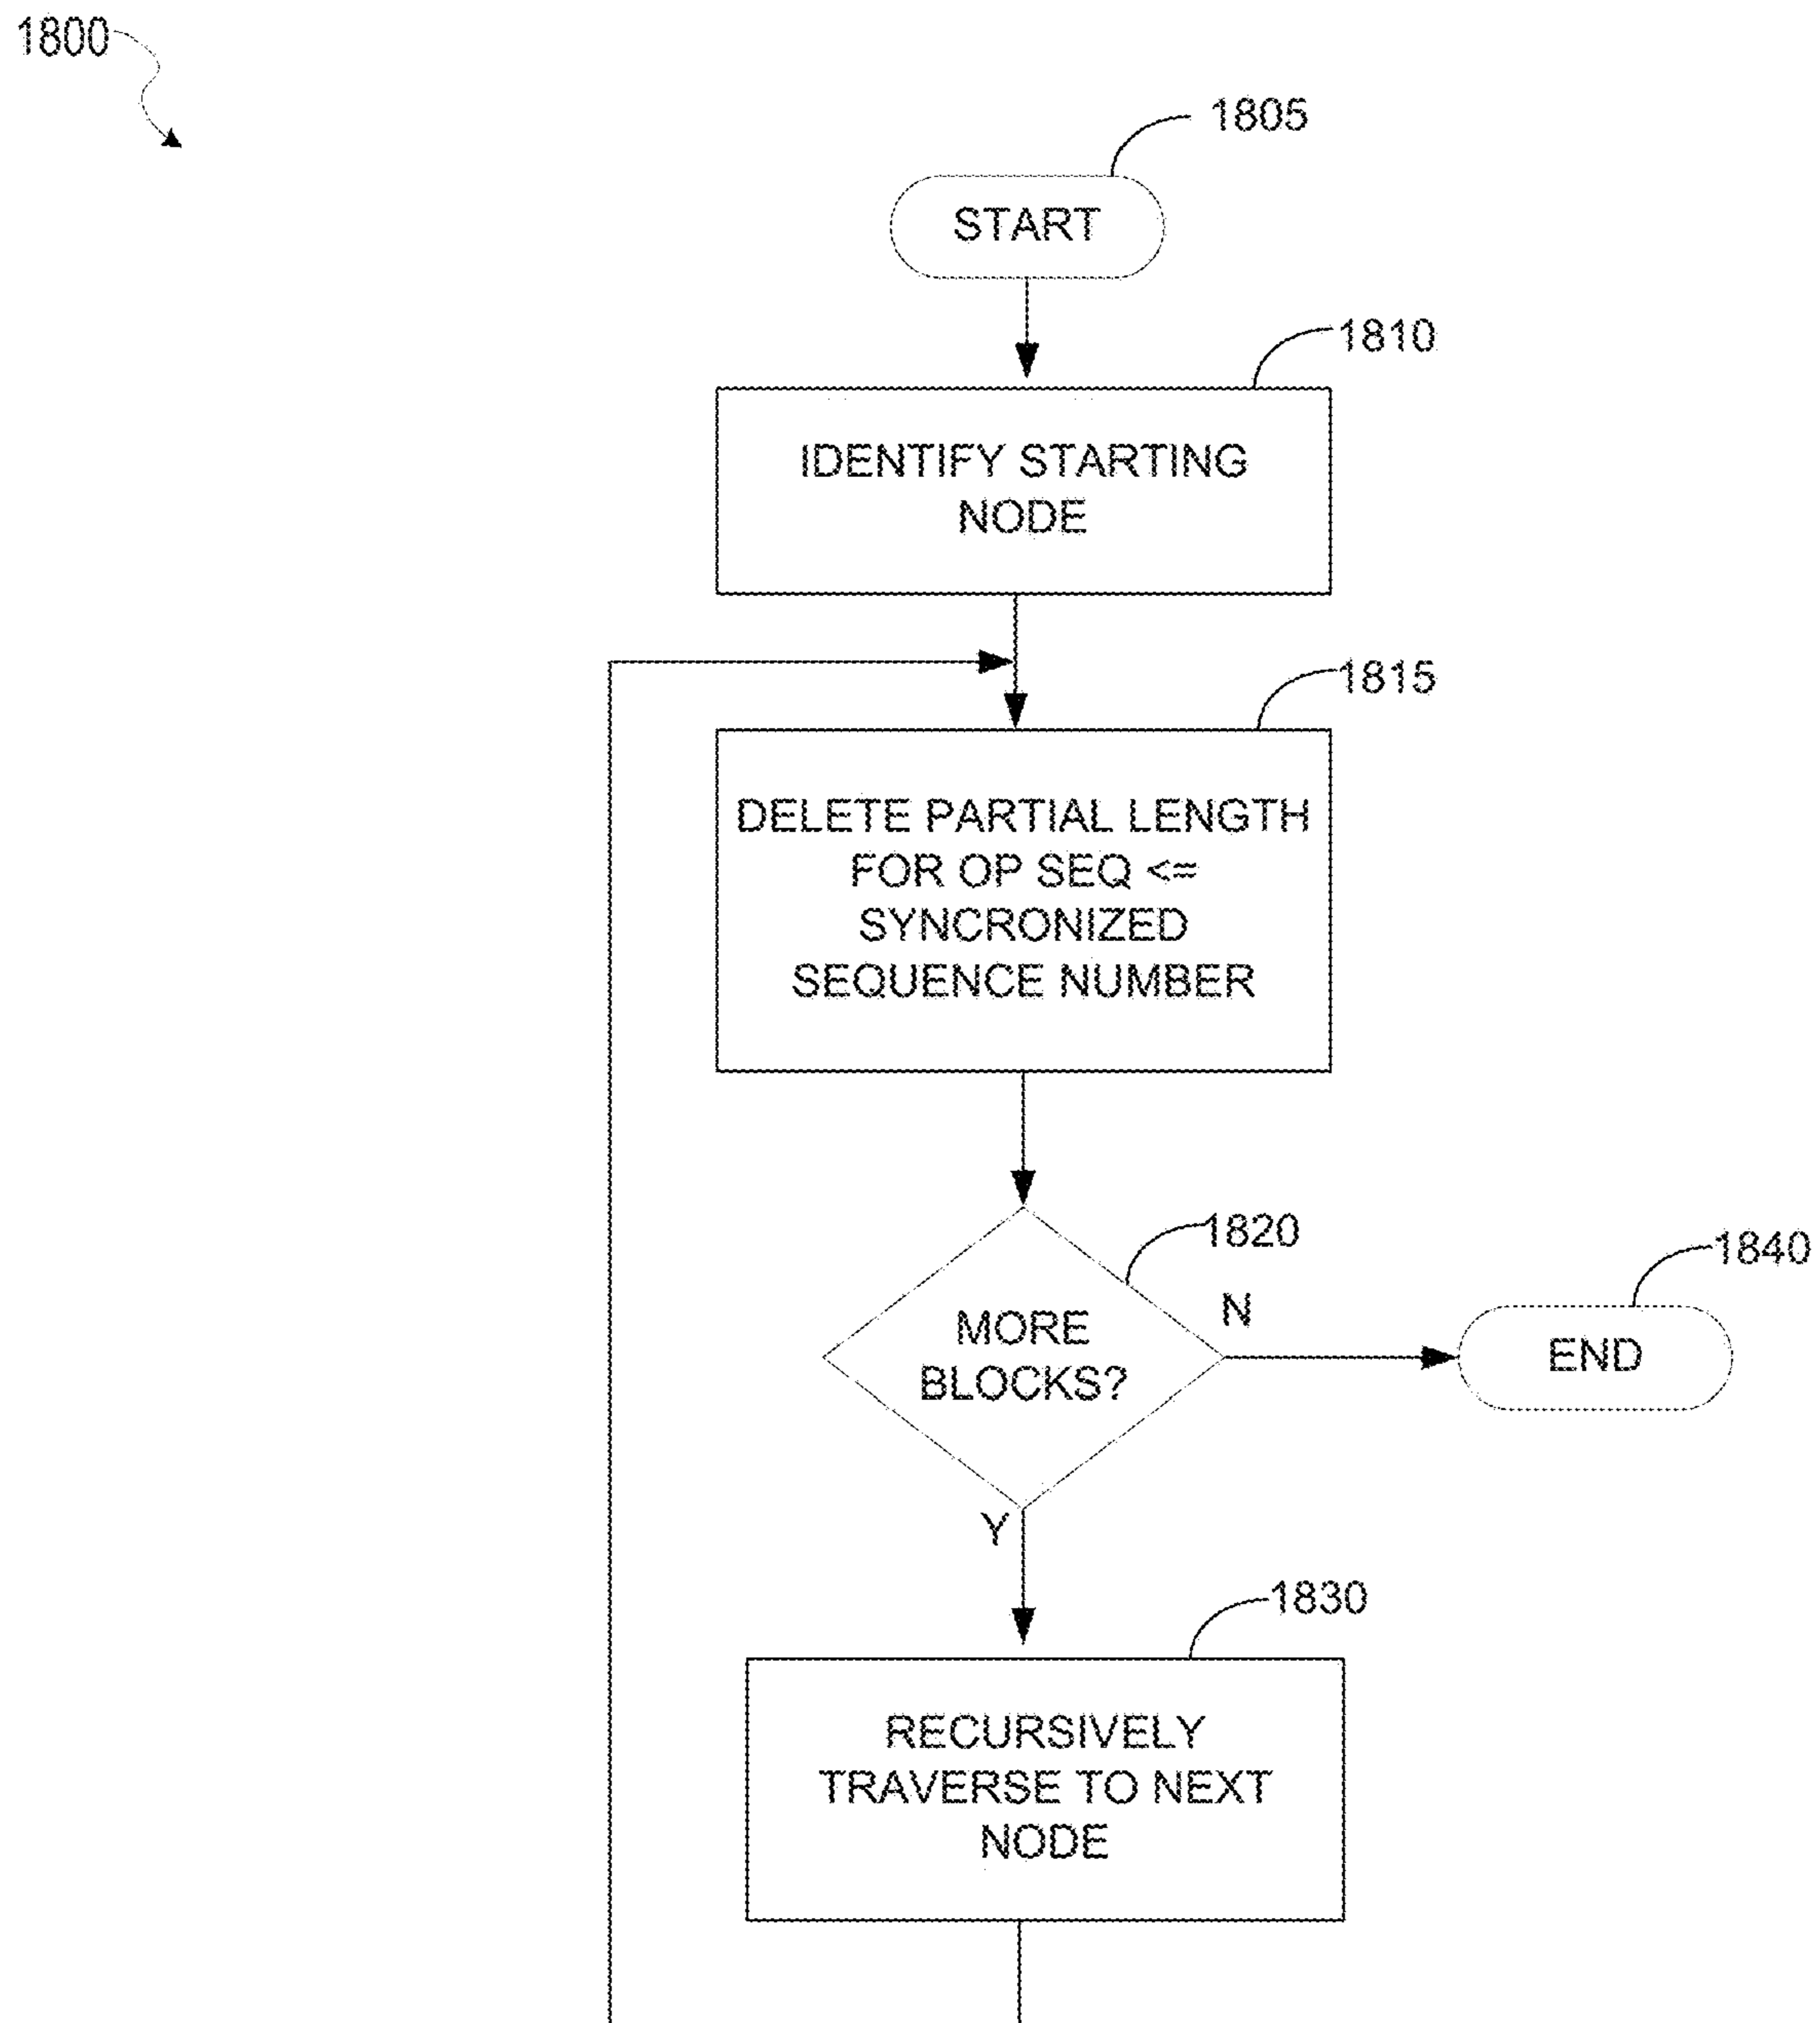 1800
1805
START
1810
IDENTIFY STARTING
NODE
1815
DELETE PARTIAL LENGTH
FOR OP SEQ <=
SYNCRONIZED
SEQUENCE NUMBER
1820
MORE
BLOCKS?
N
1840
END
Y
1830
RECURSIVELY
TRAVERSE TO NEXT
NODE